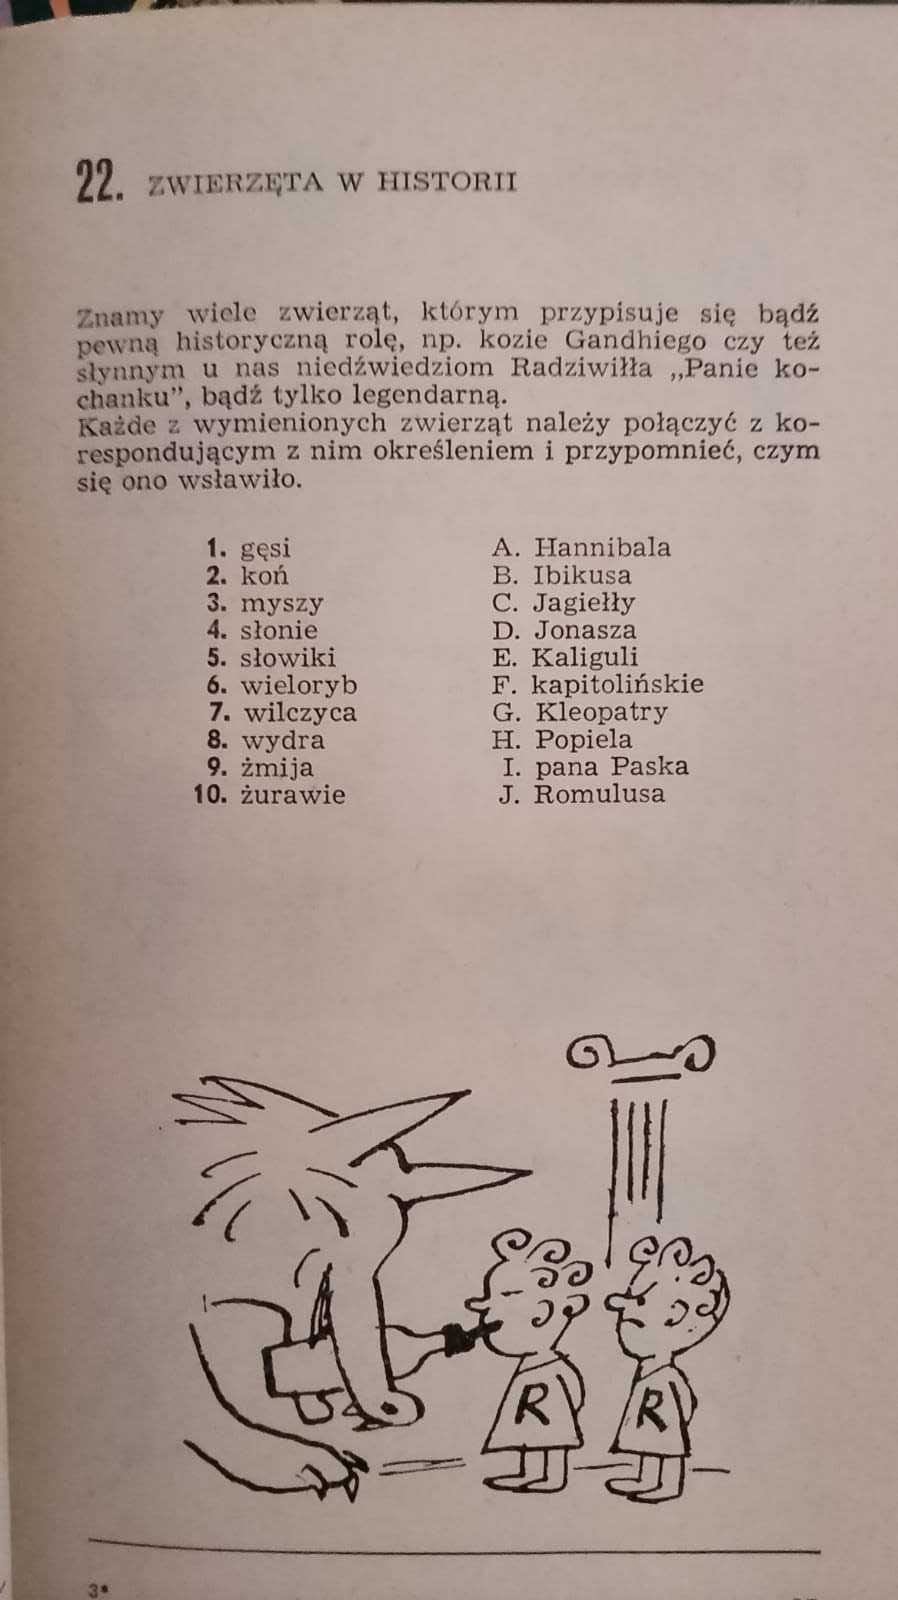 22. ZWIERZĘTA W HISTORII
Znamy wiele zwierząt, którym przypisuje się bądź
pewną historyczną rolę, np. kozie Gandhiego czy też
słynnym u nas niedźwiedziom Radziwiłła „Panie ko-
chanku”, bądź tylko legendarną.
Każde z wymienionych zwierząt należy połączyć z ko-
respondującym z nim określeniem i przypomnieć, czym
się ono wsławiło.
1. gęsi A. Hannibala
2. koń B. Ibikusa
3. myszy C. Jagiełły
4. słonie D. Jonasza
5. słowiki E. Kaliguli
6. wieloryb F. kapitolińskie
7. wilczyca G. Kleopatry
8. wydra H. Popiela
9. żmija I. pana Paska
10. żurawie J. Romulusa
R R
3*